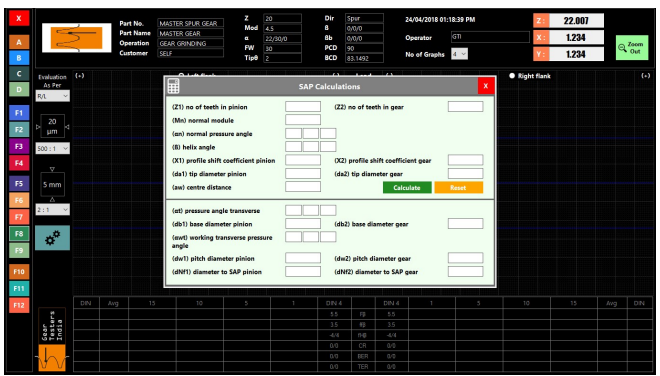 X
A
B
C
D
F1
F2
F3
F4
F5
F6
F7
F8
F9
F10
F11
F12
Part No. MASTER SPUR GEAR
Part Name MASTER GEAR
Operation GEAR GRINDING
Customer SELF
Z 20
Mod 4.5
α 22/30/0
FW 30
Tipθ 2
Dir Spur
ß 0/0/0
ßb 0/0/0
PCD 90
BCD 83.1492
24/04/2018 01:18:39 PM
Operator GTI
No of Graphs 4
Z: 22.007
X: 1.234
Y: 1.234
Zoom Out
Evaluation As Per
R/L
20 µm
500 : 1
5 mm
2 : 1
(+) Left flank (-) Lead (-) Right flank (+)
SAP Calculations X
(Z1) no of teeth in pinion (Z2) no of teeth in gear
(Mn) normal module
(αn) normal pressure angle
(ß) helix angle
(X1) profile shift coefficient pinion (X2) profile shift coefficient gear
(da1) tip diameter pinion (da2) tip diameter gear
(aw) centre distance Calculate Reset
(αt) pressure angle transverse
(db1) base diameter pinion (db2) base diameter gear
(αwt) working transverse pressure
angle
(dw1) pitch diameter pinion (dw2) pitch diameter gear
(dNf1) diameter to SAP pinion (dNf2) diameter to SAP gear
DIN Avg 15 10 5 1 DIN 4 DIN 4 1 5 10 15 Avg DIN
5.5 Fβ 5.5
3.5 ffβ 3.5
-4/4 fHβ -4/4
0/0 CR 0/0
0/0 BER 0/0
0/0 TER 0/0
Gear
Testers
India